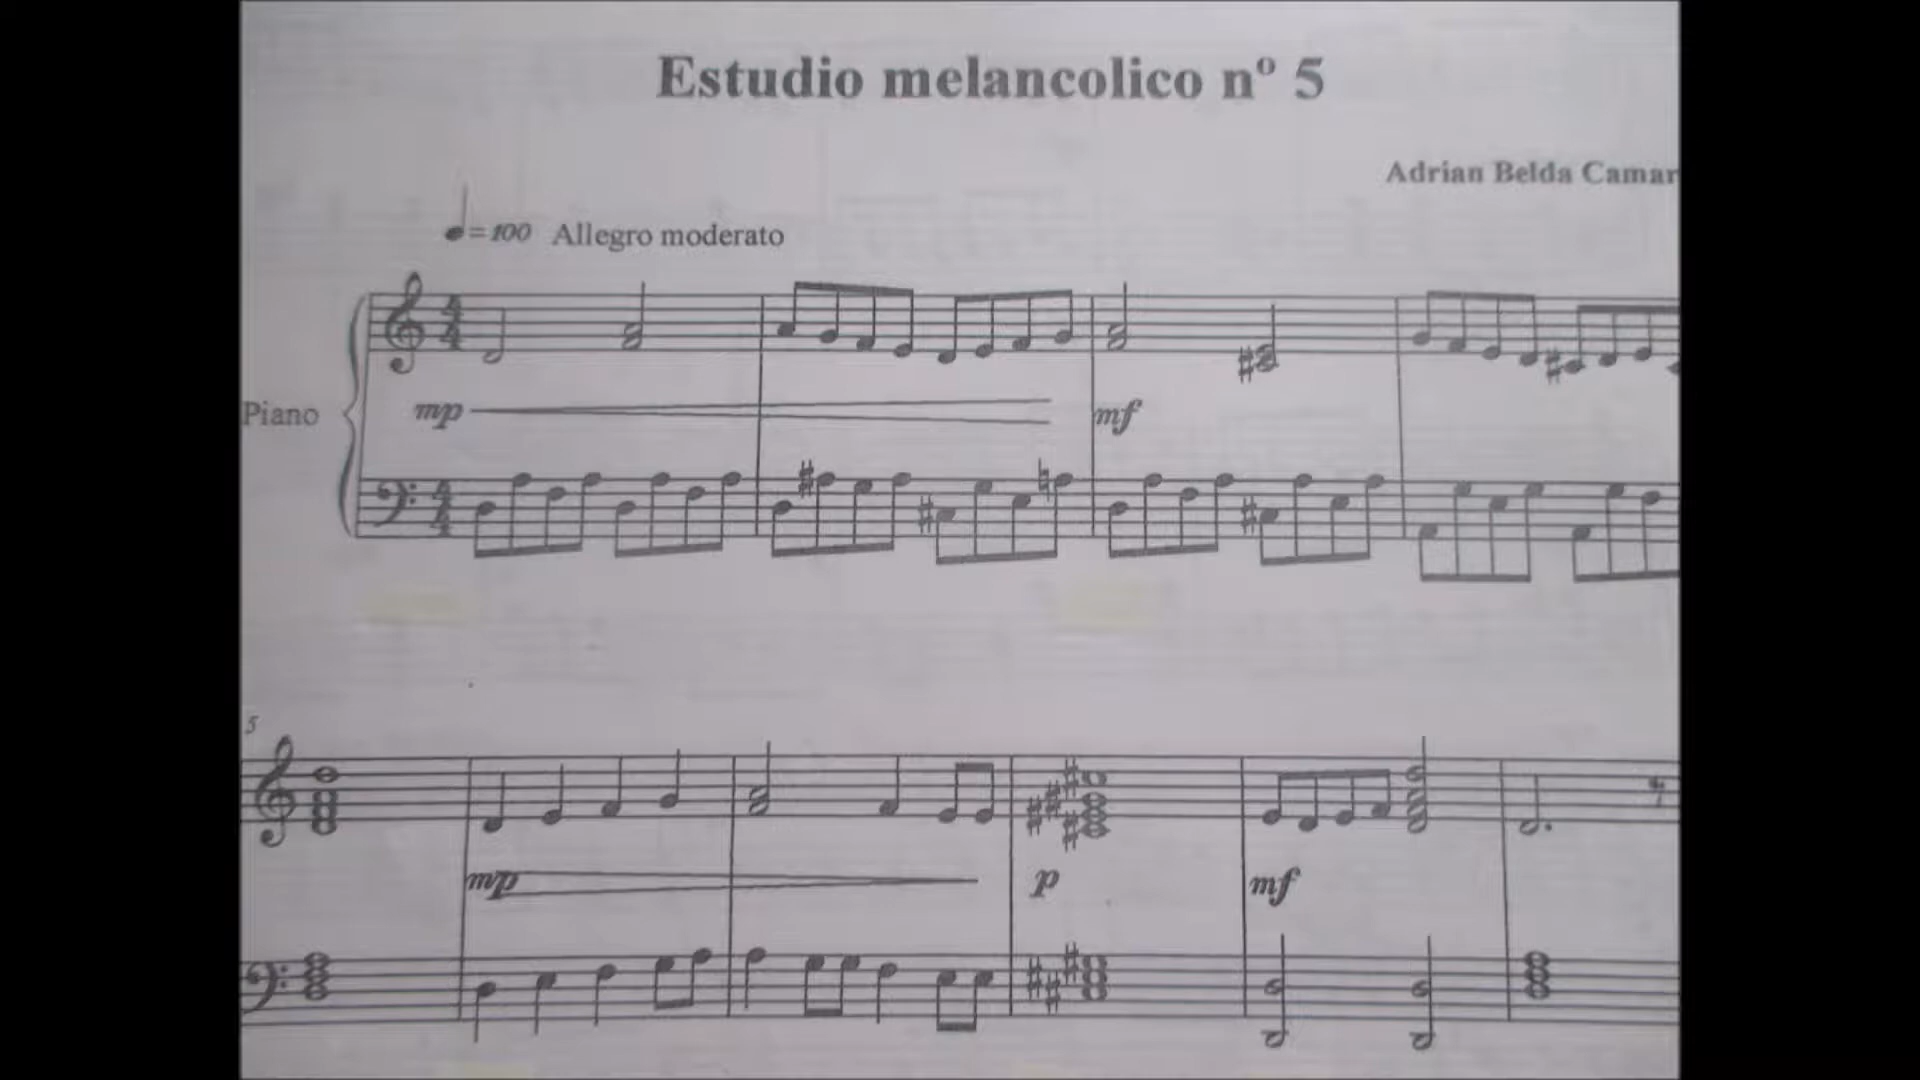 Estudio melancolico nº 5
Adrian Belda Camar
=100 Allegro moderato
Piano
mp
mf
5
mp
p
mf